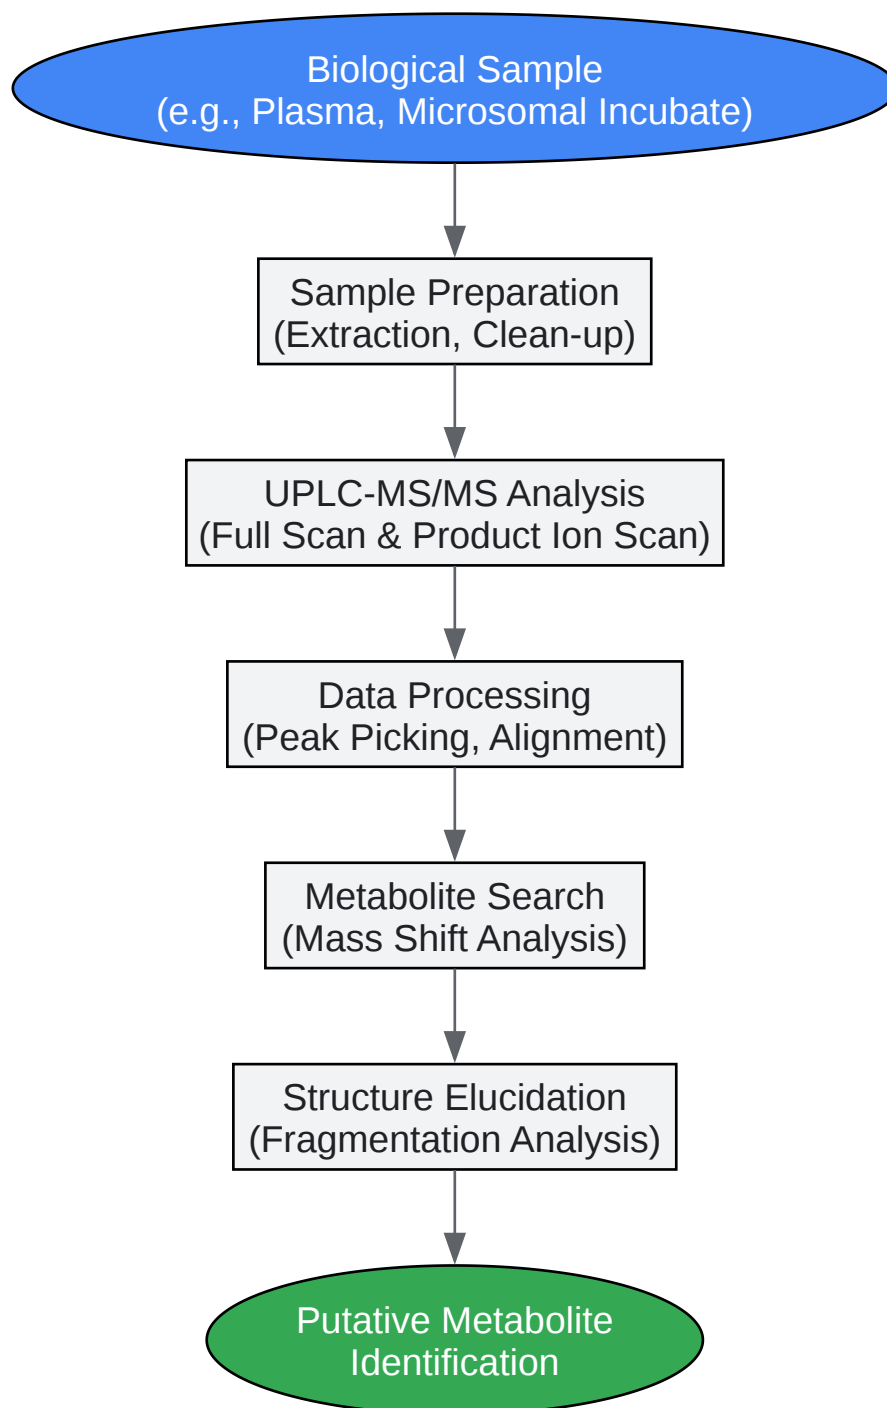 Biological Sample
(e.g., Plasma, Microsomal Incubate)
Sample Preparation
(Extraction, Clean-up)
UPLC-MS/MS Analysis
(Full Scan & Product Ion Scan)
Data Processing
(Peak Picking, Alignment)
Metabolite Search
(Mass Shift Analysis)
Structure Elucidation
(Fragmentation Analysis)
Putative Metabolite
Identification